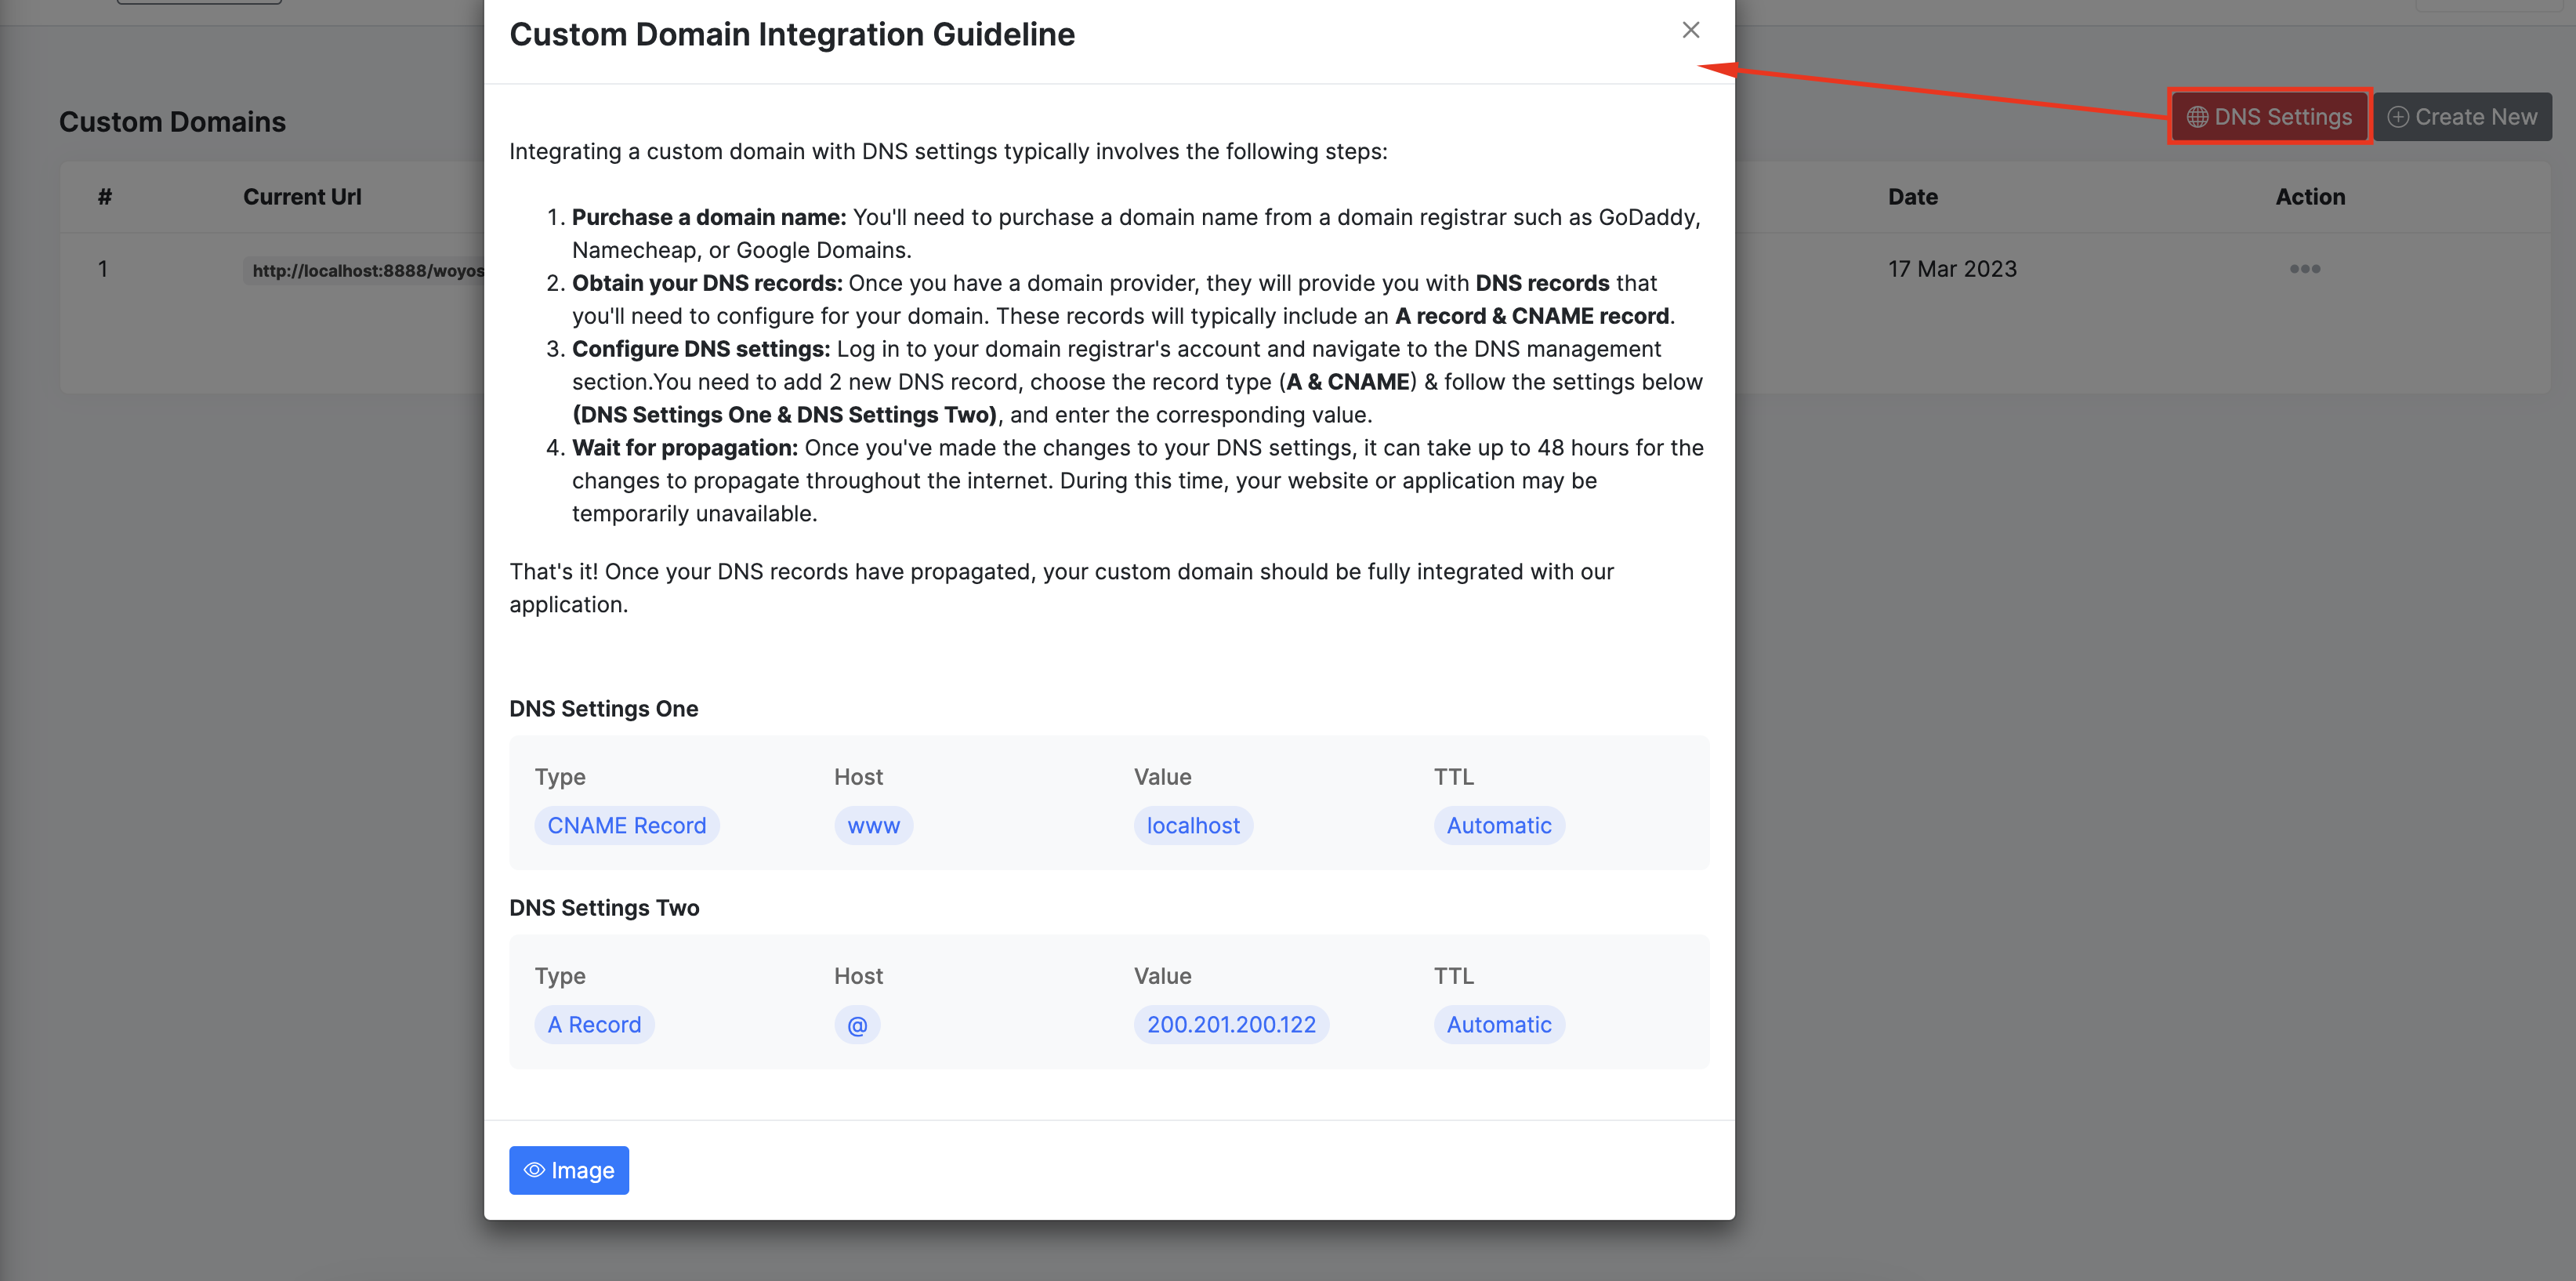 Custom Domain Integration Guideline
DNS Settings
Create New
Custom Domains
Integrating a custom domain with DNS settings typically involves the following steps:
# Current Url Date Action
1. Purchase a domain name: You'll need to purchase a domain name from a domain registrar such as GoDaddy,
Namecheap, or Google Domains.
1 http://localhost:8888/woyos 17 Mar 2023
2. Obtain your DNS records: Once you have a domain provider, they will provide you with DNS records that
you'll need to configure for your domain. These records will typically include an A record & CNAME record.
3. Configure DNS settings: Log in to your domain registrar's account and navigate to the DNS management
section.You need to add 2 new DNS record, choose the record type (A & CNAME) & follow the settings below
(DNS Settings One & DNS Settings Two), and enter the corresponding value.
4. Wait for propagation: Once you've made the changes to your DNS settings, it can take up to 48 hours for the
changes to propagate throughout the internet. During this time, your website or application may be
temporarily unavailable.
That's it! Once your DNS records have propagated, your custom domain should be fully integrated with our
application.
DNS Settings One
Type Host Value TTL
CNAME Record www localhost Automatic
DNS Settings Two
Type Host Value TTL
A Record @ 200.201.200.122 Automatic
Image